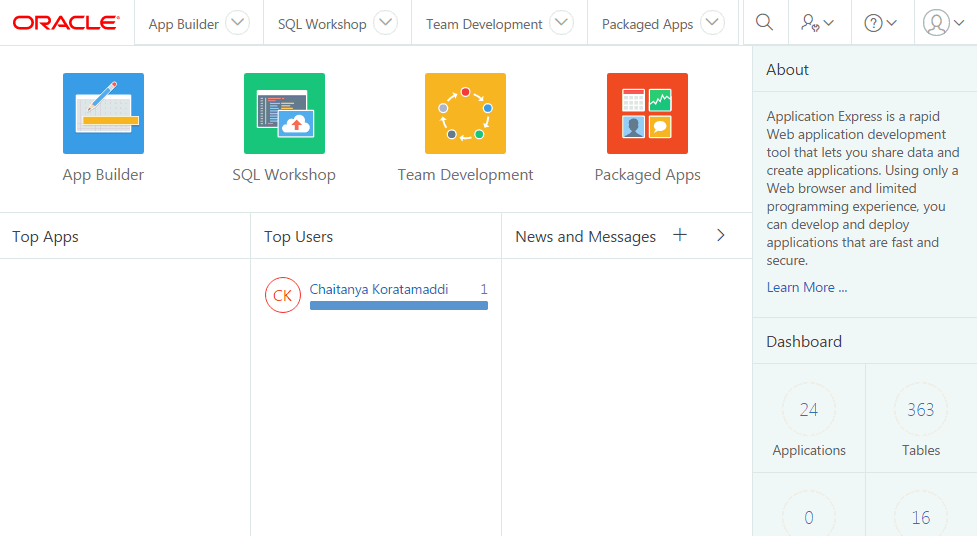 ORACLE
App Builder
SQL Workshop
Team Development
Packaged Apps
App Builder
SQL Workshop
Team Development
Packaged Apps
Top Apps
Top Users
CK
Chaitanya Koratamaddi 1
News and Messages
About
Application Express is a rapid
Web application development
tool that lets you share data and
create applications. Using only a
Web browser and limited
programming experience, you
can develop and deploy
applications that are fast and
secure.
Learn More ...
Dashboard
24
Applications
363
Tables
0
16